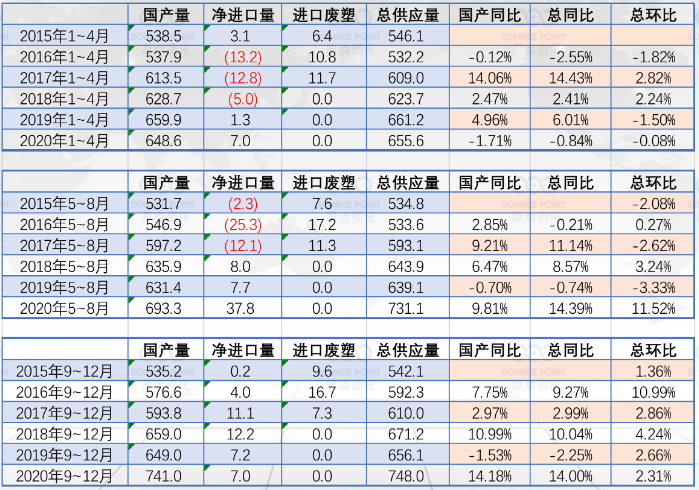 国产量 净进口量 进口废塑 总供应量 国产同比 总同比 总环比
2015年1~4月 538.5 3.1 6.4 546.1
2016年1~4月 537.9 (13.2) 10.8 532.2 -0.12% -2.55% -1.82%
2017年1~4月 613.5 (12.8) 11.7 609.0 14.06% 14.43% 2.82%
2018年1~4月 628.7 (5.0) 0.0 623.7 2.47% 2.41% 2.24%
2019年1~4月 659.9 1.3 0.0 661.2 4.96% 6.01% -1.50%
2020年1~4月 648.6 7.0 0.0 655.6 -1.71% -0.84% -0.08%
国产量 净进口量 进口废塑 总供应量 国产同比 总同比 总环比
2015年5~8月 531.7 (2.3) 7.6 534.8 -2.08%
2016年5~8月 546.9 (25.3) 17.2 533.6 2.85% -0.21% 0.27%
2017年5~8月 597.2 (12.1) 11.3 593.1 9.21% 11.14% -2.62%
2018年5~8月 635.9 8.0 0.0 643.9 6.47% 8.57% 3.24%
2019年5~8月 631.4 7.7 0.0 639.1 -0.70% -0.74% -3.33%
2020年5~8月 693.3 37.8 0.0 731.1 9.81% 14.39% 11.52%
国产量 净进口量 进口废塑 总供应量 国产同比 总同比 总环比
2015年9~12月 535.2 0.2 9.6 542.1 1.36%
2016年9~12月 576.6 4.0 16.7 592.3 7.75% 9.27% 10.99%
2017年9~12月 593.8 11.1 7.3 610.0 2.97% 2.99% 2.86%
2018年9~12月 659.0 12.2 0.0 671.2 10.99% 10.04% 4.24%
2019年9~12月 649.0 7.2 0.0 656.1 -1.53% -2.25% 2.66%
2020年9~12月 741.0 7.0 0.0 748.0 14.18% 14.00% 2.31%